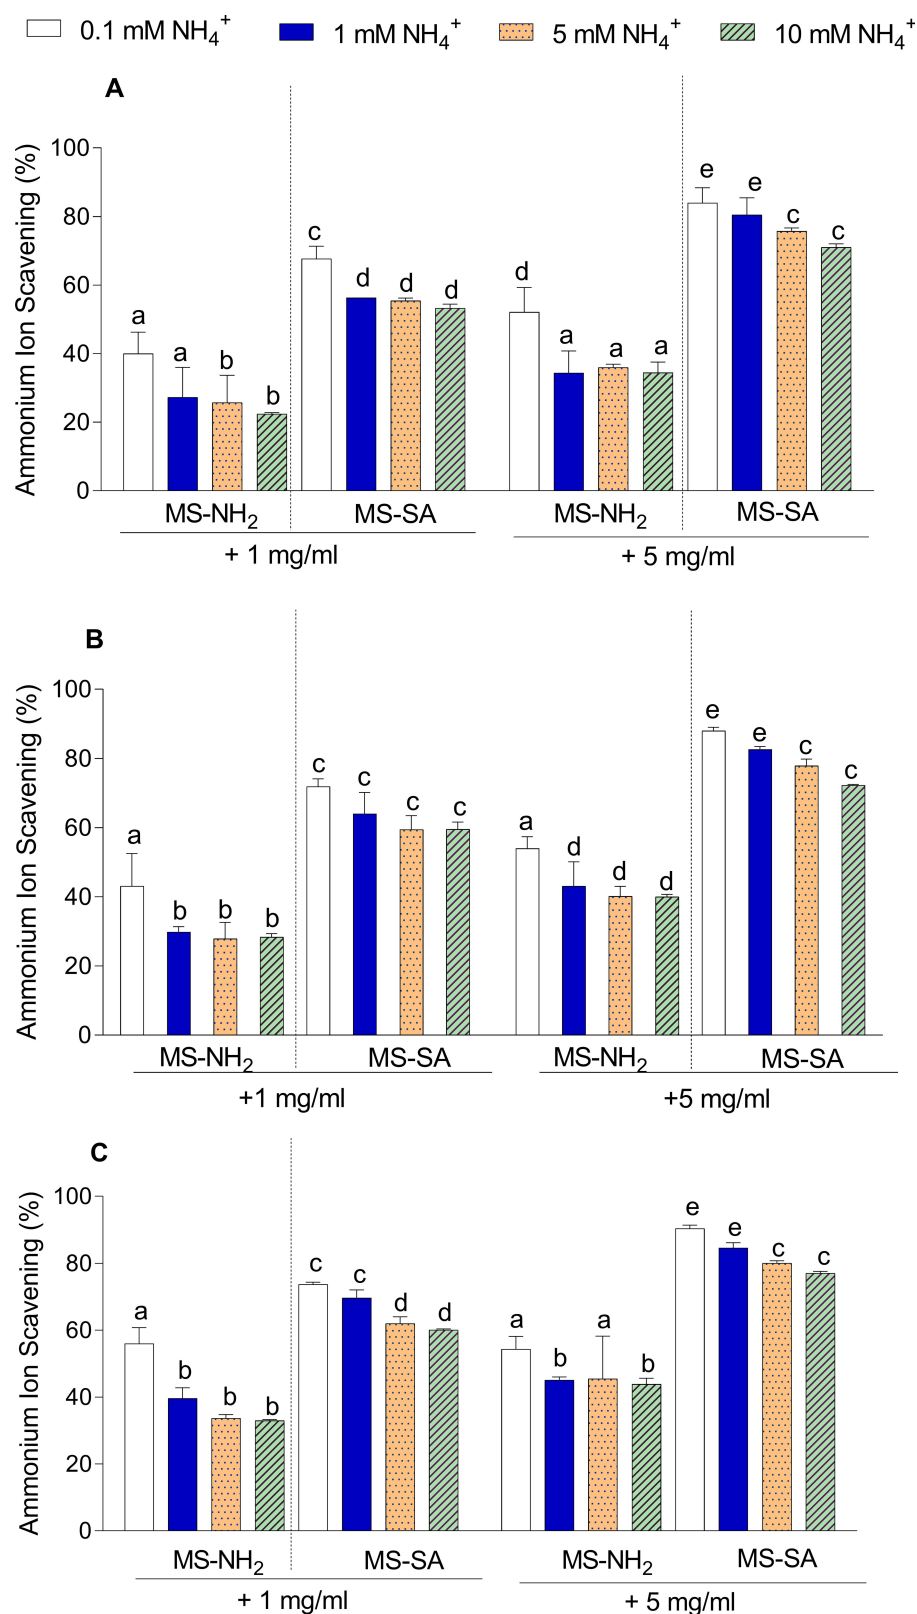 0.1 mM NH₄⁺ 1 mM NH₄⁺ 5 mM NH₄⁺ 10 mM NH₄⁺
A
Ammonium Ion Scavening (%)
100
80
60
40
20
0
a a b b c d d d d a a a e e c c
MS-NH₂ MS-SA MS-NH₂ MS-SA
+ 1 mg/ml + 5 mg/ml
B
Ammonium Ion Scavening (%)
100
80
60
40
20
0
a b b b c c c c a d d d e e c c
MS-NH₂ MS-SA MS-NH₂ MS-SA
+1 mg/ml +5 mg/ml
C
Ammonium Ion Scavening (%)
100
80
60
40
20
0
a b b b c c d d a b a b e e c c
MS-NH₂ MS-SA MS-NH₂ MS-SA
+ 1 mg/ml + 5 mg/ml